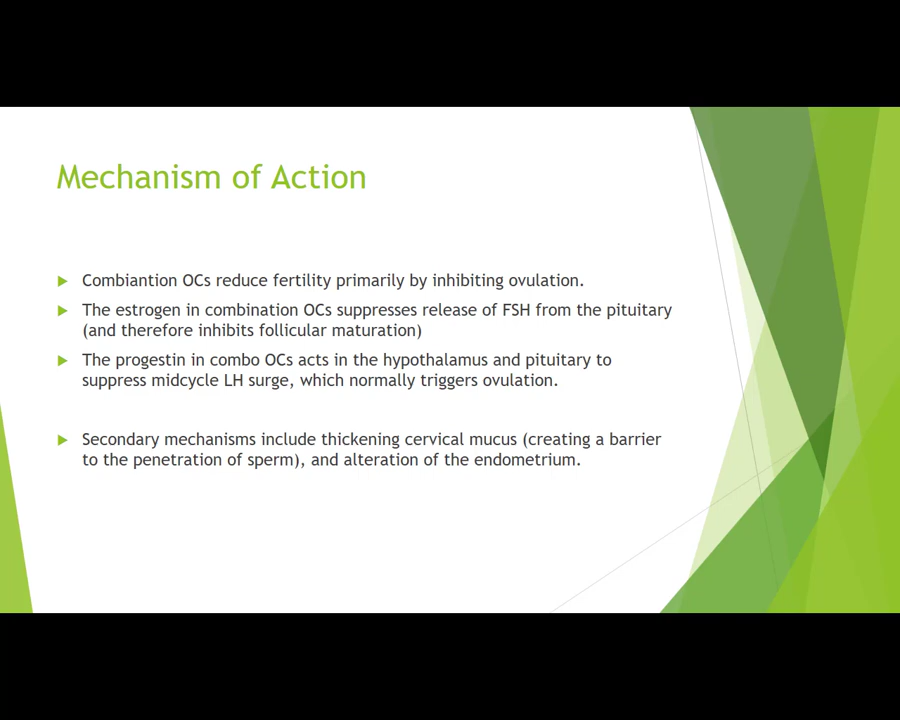 Mechanism of Action
Combiantion OCs reduce fertility primarily by inhibiting ovulation.
The estrogen in combination OCs suppresses release of FSH from the pituitary
(and therefore inhibits follicular maturation)
The progestin in combo OCs acts in the hypothalamus and pituitary to
suppress midcycle LH surge, which normally triggers ovulation.
Secondary mechanisms include thickening cervical mucus (creating a barrier
to the penetration of sperm), and alteration of the endometrium.